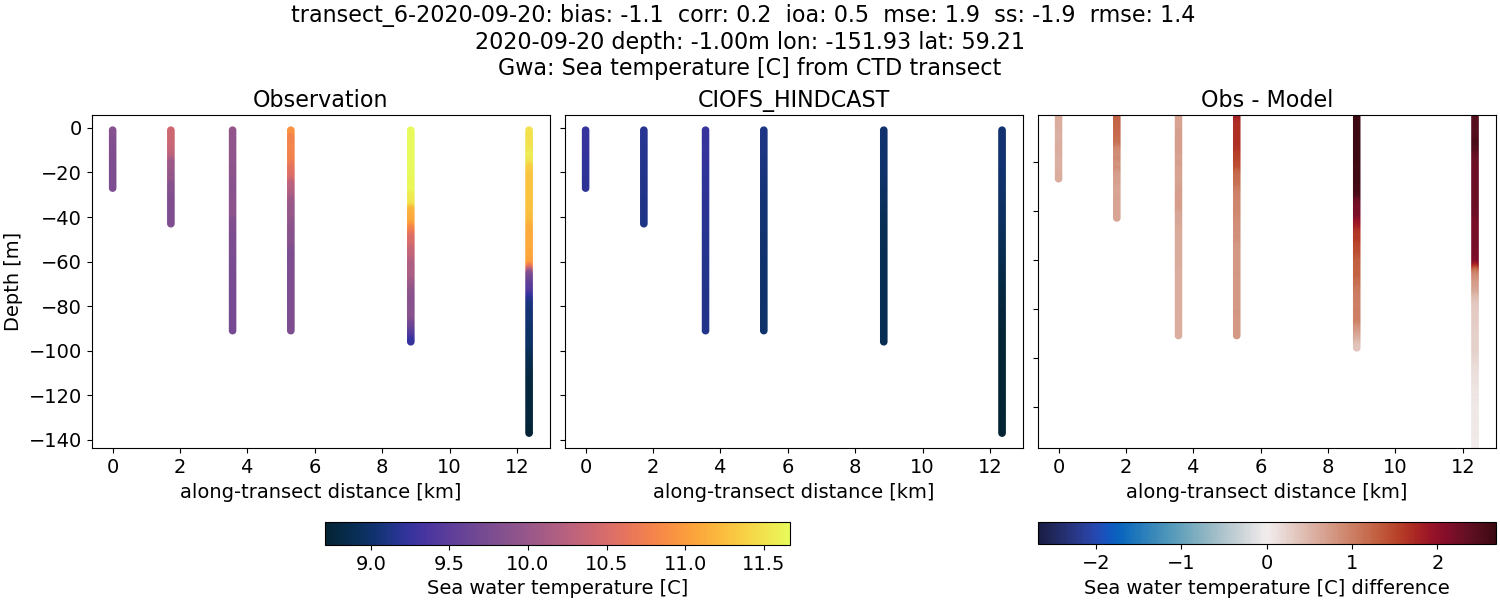 transect_6-2020-09-20: bias: -1.1  corr: 0.2  ioa: 0.5  mse: 1.9  ss: -1.9  rmse: 1.4
2020-09-20 depth: -1.00m lon: -151.93 lat: 59.21
Gwa: Sea temperature [C] from CTD transect
Observation
CIOFS_HINDCAST
Obs - Model
Depth [m]
0
−20
−40
−60
−80
−100
−120
−140
0 2 4 6 8 10 12
along-transect distance [km]
0 2 4 6 8 10 12
along-transect distance [km]
0 2 4 6 8 10 12
along-transect distance [km]
9.0 9.5 10.0 10.5 11.0 11.5
Sea water temperature [C]
−2 −1 0 1 2
Sea water temperature [C] difference